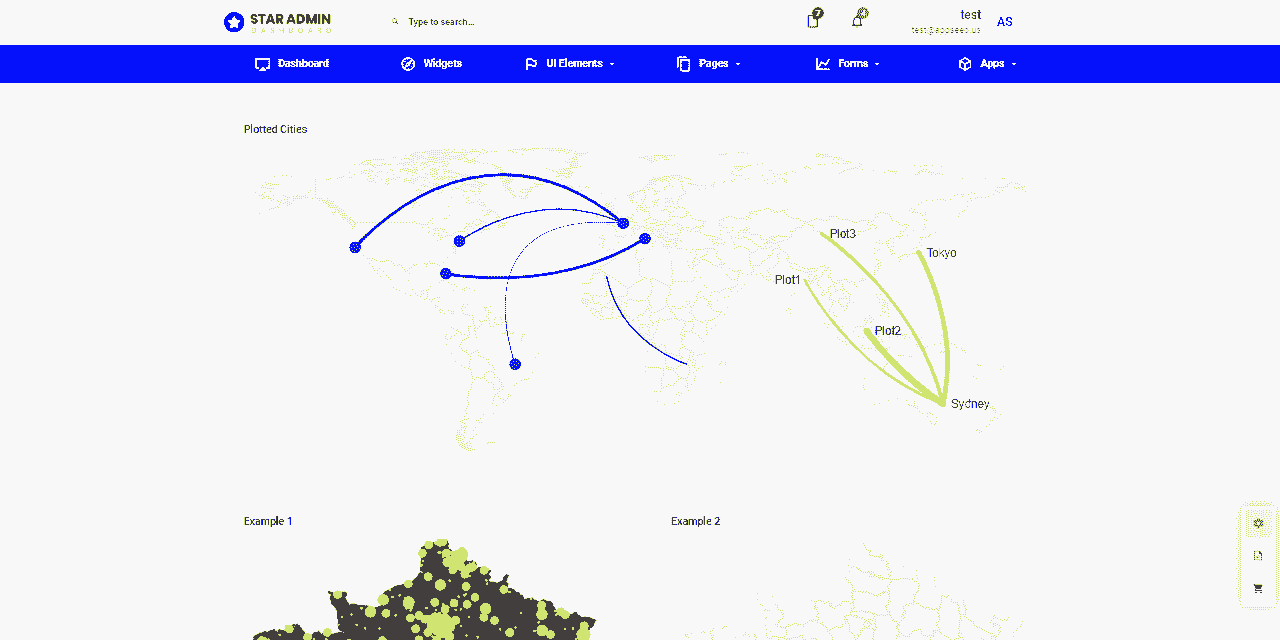 STAR ADMIN
DASHBOARD
Type to search...
7
test
test@appseed.us
AS
Dashboard
Widgets
UI Elements
Pages
Forms
Apps
Plotted Cities
Plot3
Tokyo
Plot1
Plot2
Sydney
Example 1
Example 2